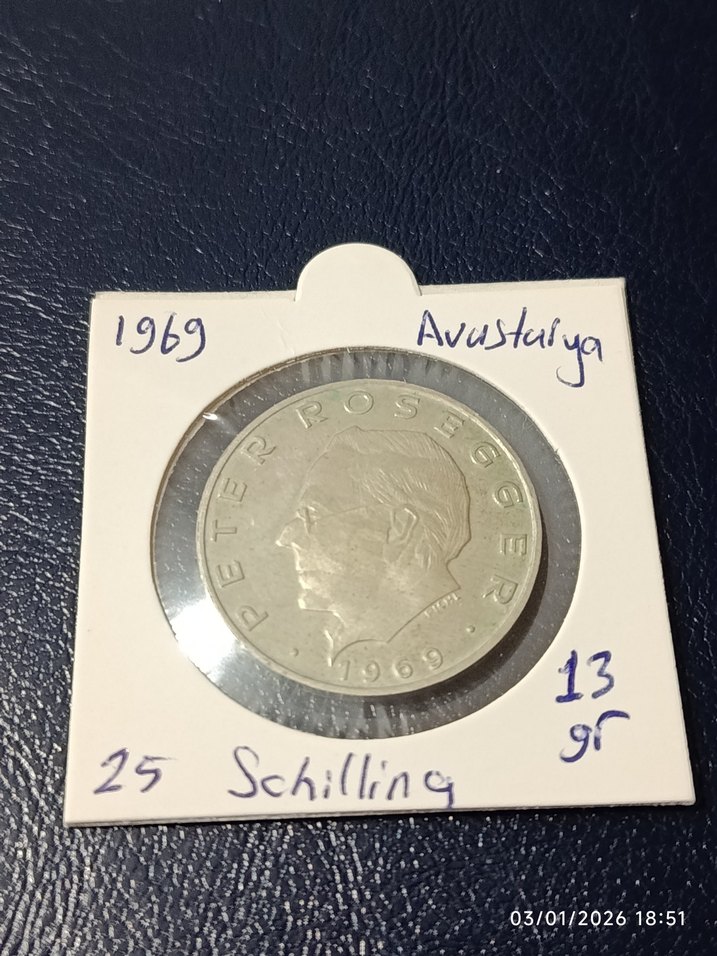 1969 Avusturya
PETER ROSEGGER
1969
13
gr
25 Schilling
03/01/2026 18:51